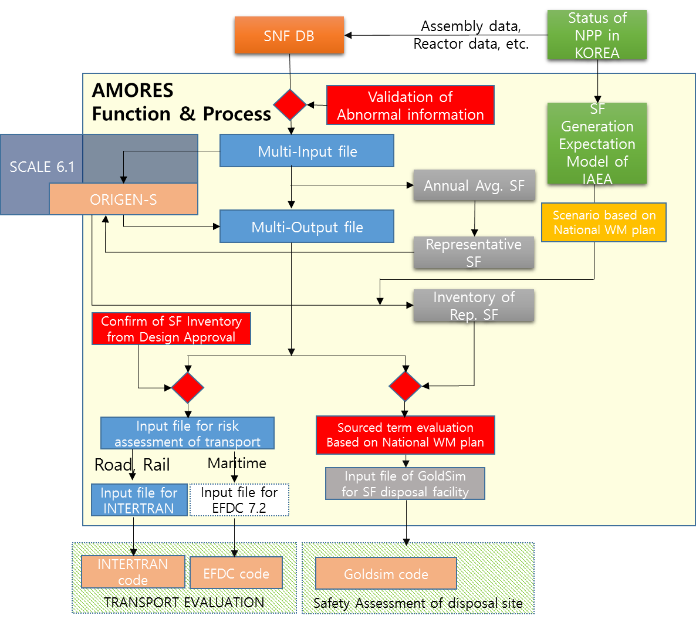 SNF DB
Assembly data,
Reactor data, etc.
Status of
NPP in
KOREA
AMORES
Function & Process
Validation of
Abnormal information
SF
Generation
Expectation
Model of
IAEA
SCALE 6.1
Multi-Input file
ORIGEN-S
Annual Avg. SF
Multi-Output file
Scenario based on
National WM plan
Representative
SF
Inventory of
Rep. SF
Confirm of SF Inventory
from Design Approval
Input file for risk
assessment of transport
Sourced term evaluation
Based on National WM plan
Road, Rail
Maritime
Input file for
INTERTRAN
Input file for
EFDC 7.2
Input file of GoldSim
for SF disposal facility
INTERTRAN
code
EFDC code
Goldsim code
TRANSPORT EVALUATION
Safety Assessment of disposal site